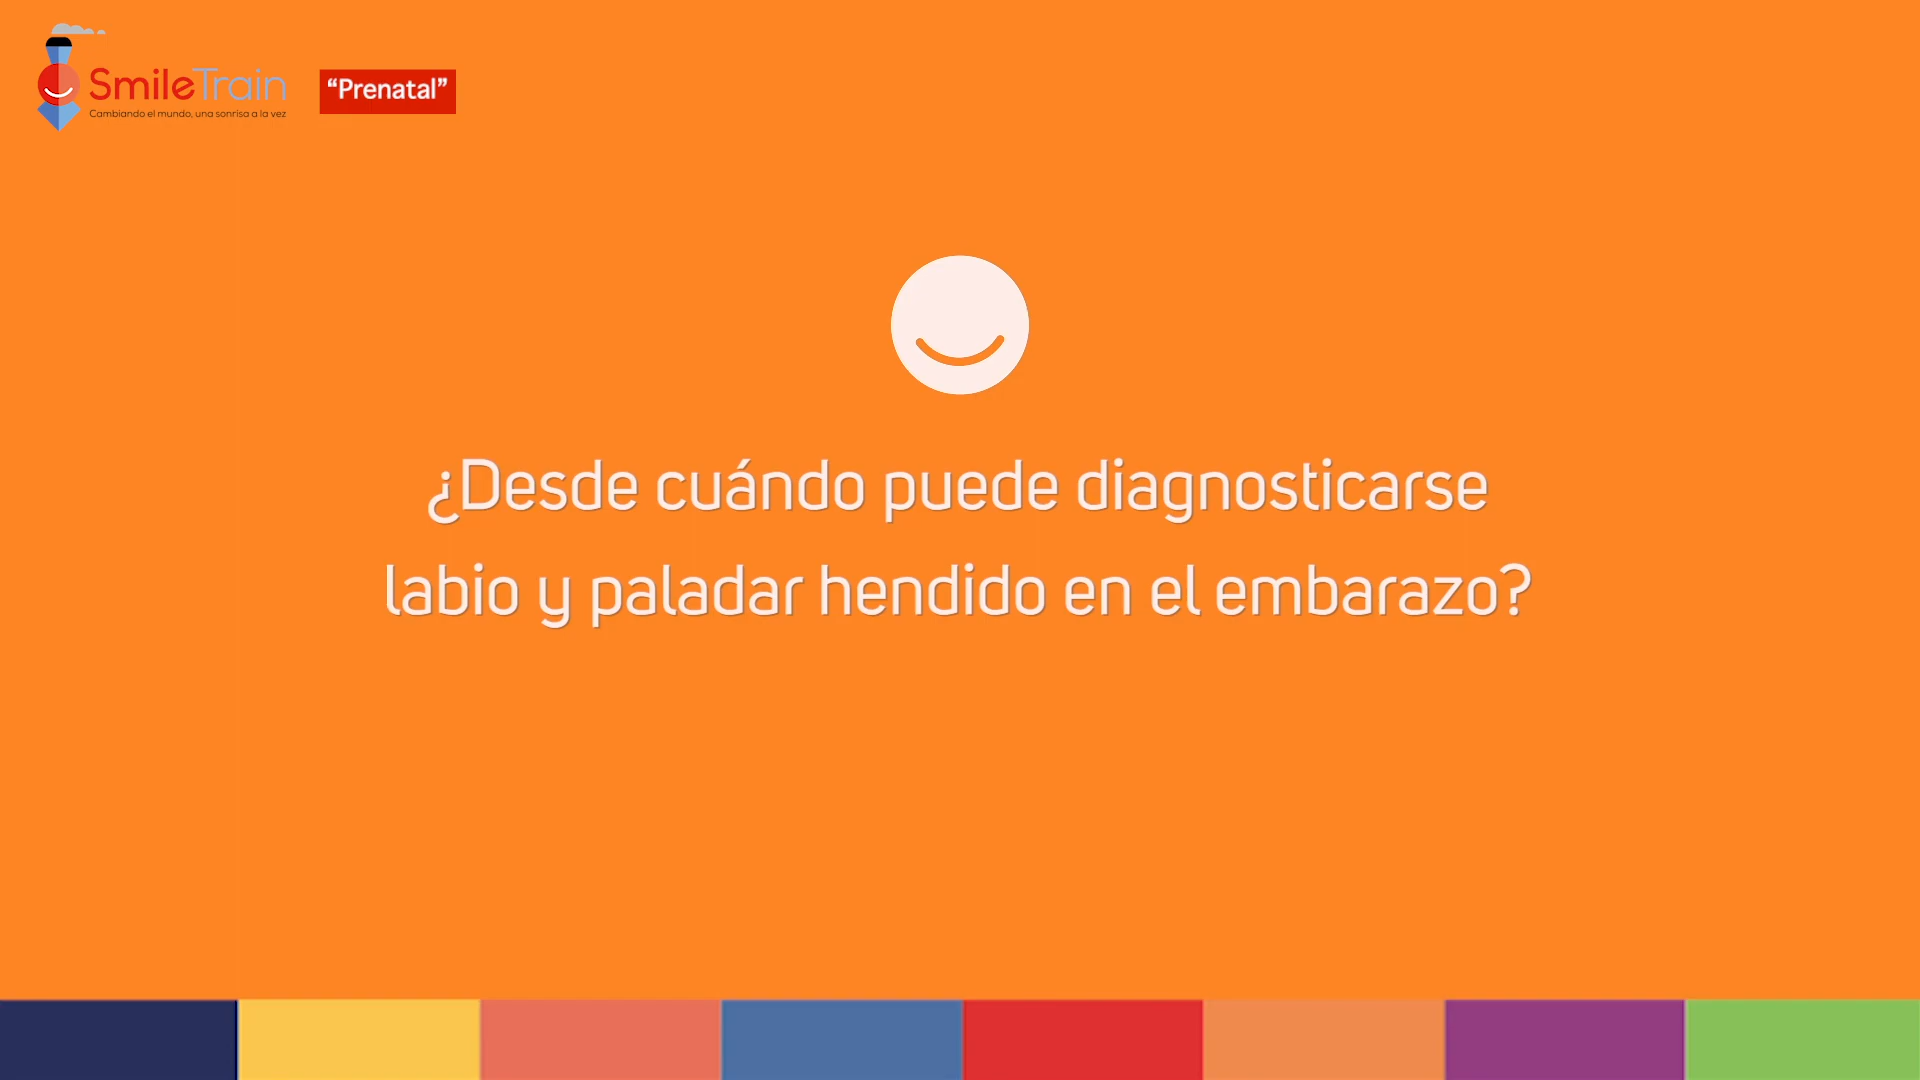 SmileTrain
Cambiando el mundo, una sonrisa a la vez
“Prenatal”
¿Desde cuándo puede diagnosticarse
labio y paladar hendido en el embarazo?